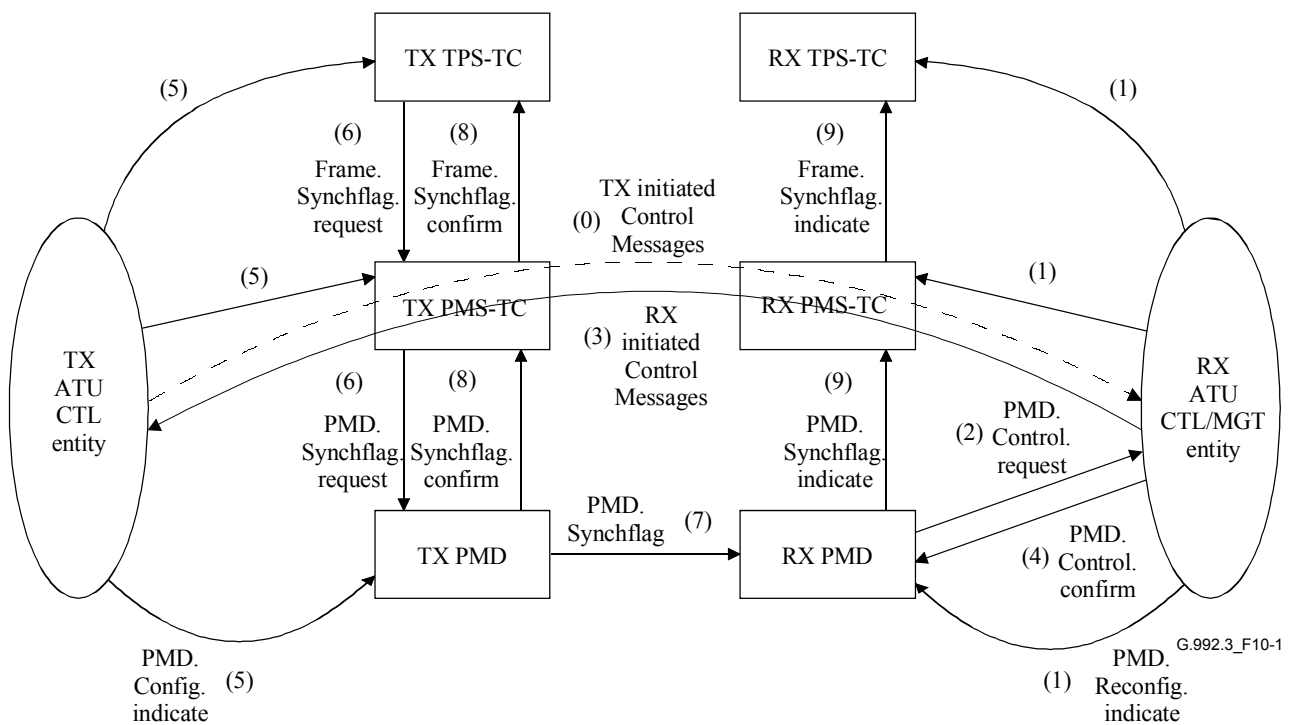 TX TPS-TC
RX TPS-TC
(5)
(1)
(6)
(8)
(9)
Frame.
Synchflag.
request
Frame.
Synchflag.
confirm
Frame.
Synchflag.
indicate
(0)
TX initiated
Control
Messages
(5)
(1)
TX PMS-TC
RX PMS-TC
(3)
RX
initiated
Control
Messages
TX
ATU
CTL
entity
RX
ATU
CTL/MGT
entity
(6)
(8)
(9)
PMD.
Synchflag.
request
PMD.
Synchflag.
confirm
PMD.
Synchflag.
indicate
(2)
PMD.
Control.
request
PMD.
Synchflag
(7)
TX PMD
RX PMD
(4)
PMD.
Control.
confirm
G.992.3_F10-1
PMD.
Config.
indicate
(5)
(1)
PMD.
Reconfig.
indicate